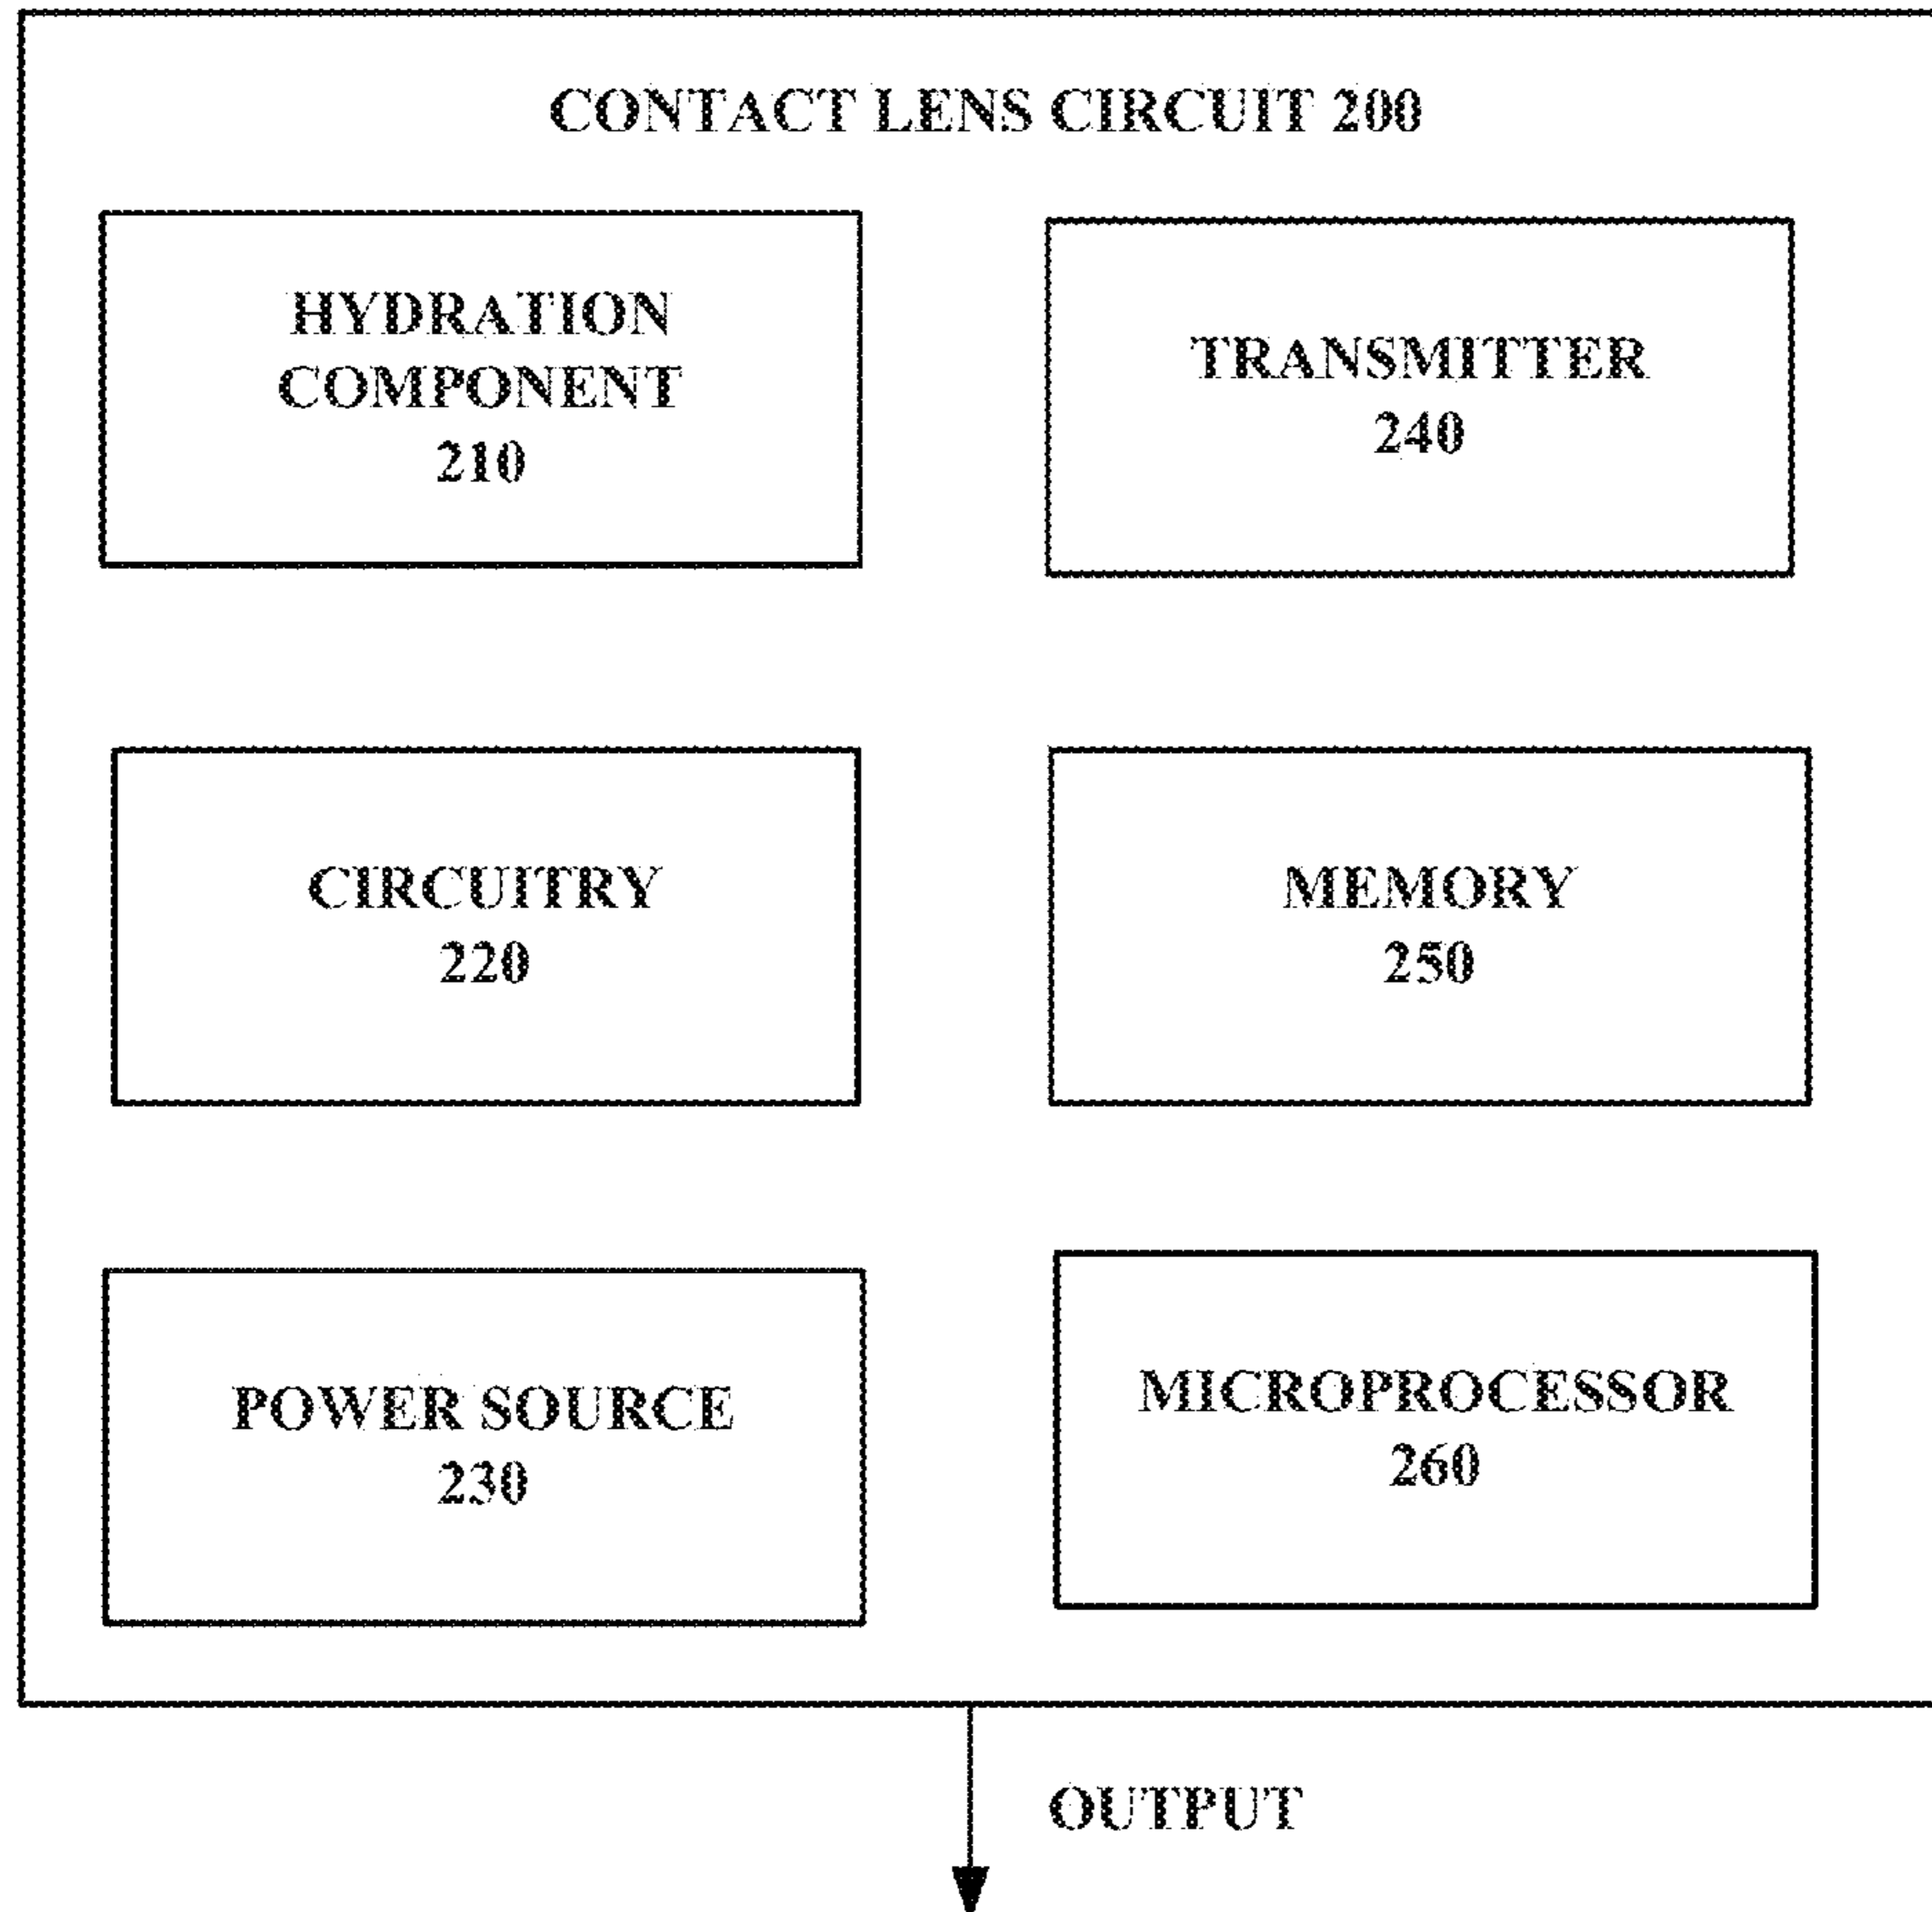 CONTACT LENS CIRCUIT 200
HYDRATION
COMPONENT
210
TRANSMITTER
240
CIRCUITRY
220
MEMORY
250
POWER SOURCE
230
MICROPROCESSOR
260
OUTPUT